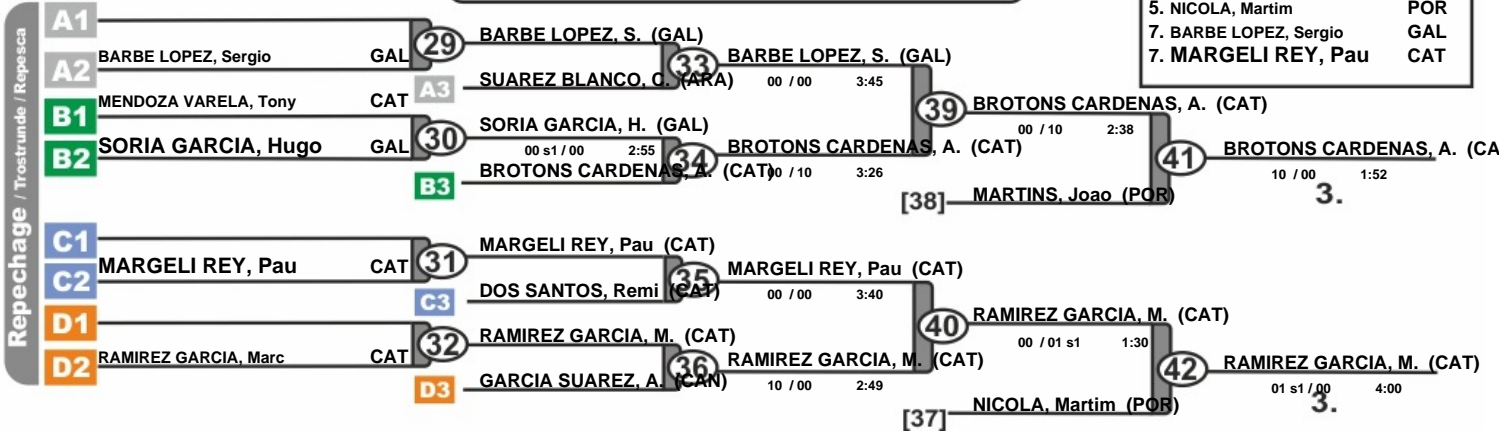 Repechage / Trostrunde / Repesca
5. NICOLA, Martim POR
7. BARBE LOPEZ, Sergio GAL
7. MARGELI REY, Pau CAT
A1
A2 BARBE LOPEZ, Sergio GAL
29
BARBE LOPEZ, S. (GAL)
A3 SUAREZ BLANCO, C. (ARA)
33
BARBE LOPEZ, S. (GAL)
00 / 00 3:45
B1 MENDOZA VARELA, Tony CAT
B2 SORIA GARCIA, Hugo GAL
30
SORIA GARCIA, H. (GAL)
00 s1 / 00 2:55
B3 BROTONS CARDENAS, A. (CAT)
34
BROTONS CARDENAS, A. (CAT)
00 / 10 3:26
39
BROTONS CARDENAS, A. (CAT)
00 / 10 2:38
[38] MARTINS, Joao (POR)
41
BROTONS CARDENAS, A. (CA
10 / 00 1:52
3.
C1
C2 MARGELI REY, Pau CAT
31
MARGELI REY, Pau (CAT)
C3 DOS SANTOS, Remi (CAT)
35
MARGELI REY, Pau (CAT)
00 / 00 3:40
D1
D2 RAMIREZ GARCIA, Marc CAT
32
RAMIREZ GARCIA, M. (CAT)
D3 GARCIA SUAREZ, A. (CAN)
36
RAMIREZ GARCIA, M. (CAT)
10 / 00 2:49
40
RAMIREZ GARCIA, M. (CAT)
00 / 01 s1 1:30
[37] NICOLA, Martim (POR)
42
RAMIREZ GARCIA, M. (CAT)
01 s1 / 00 4:00
3.